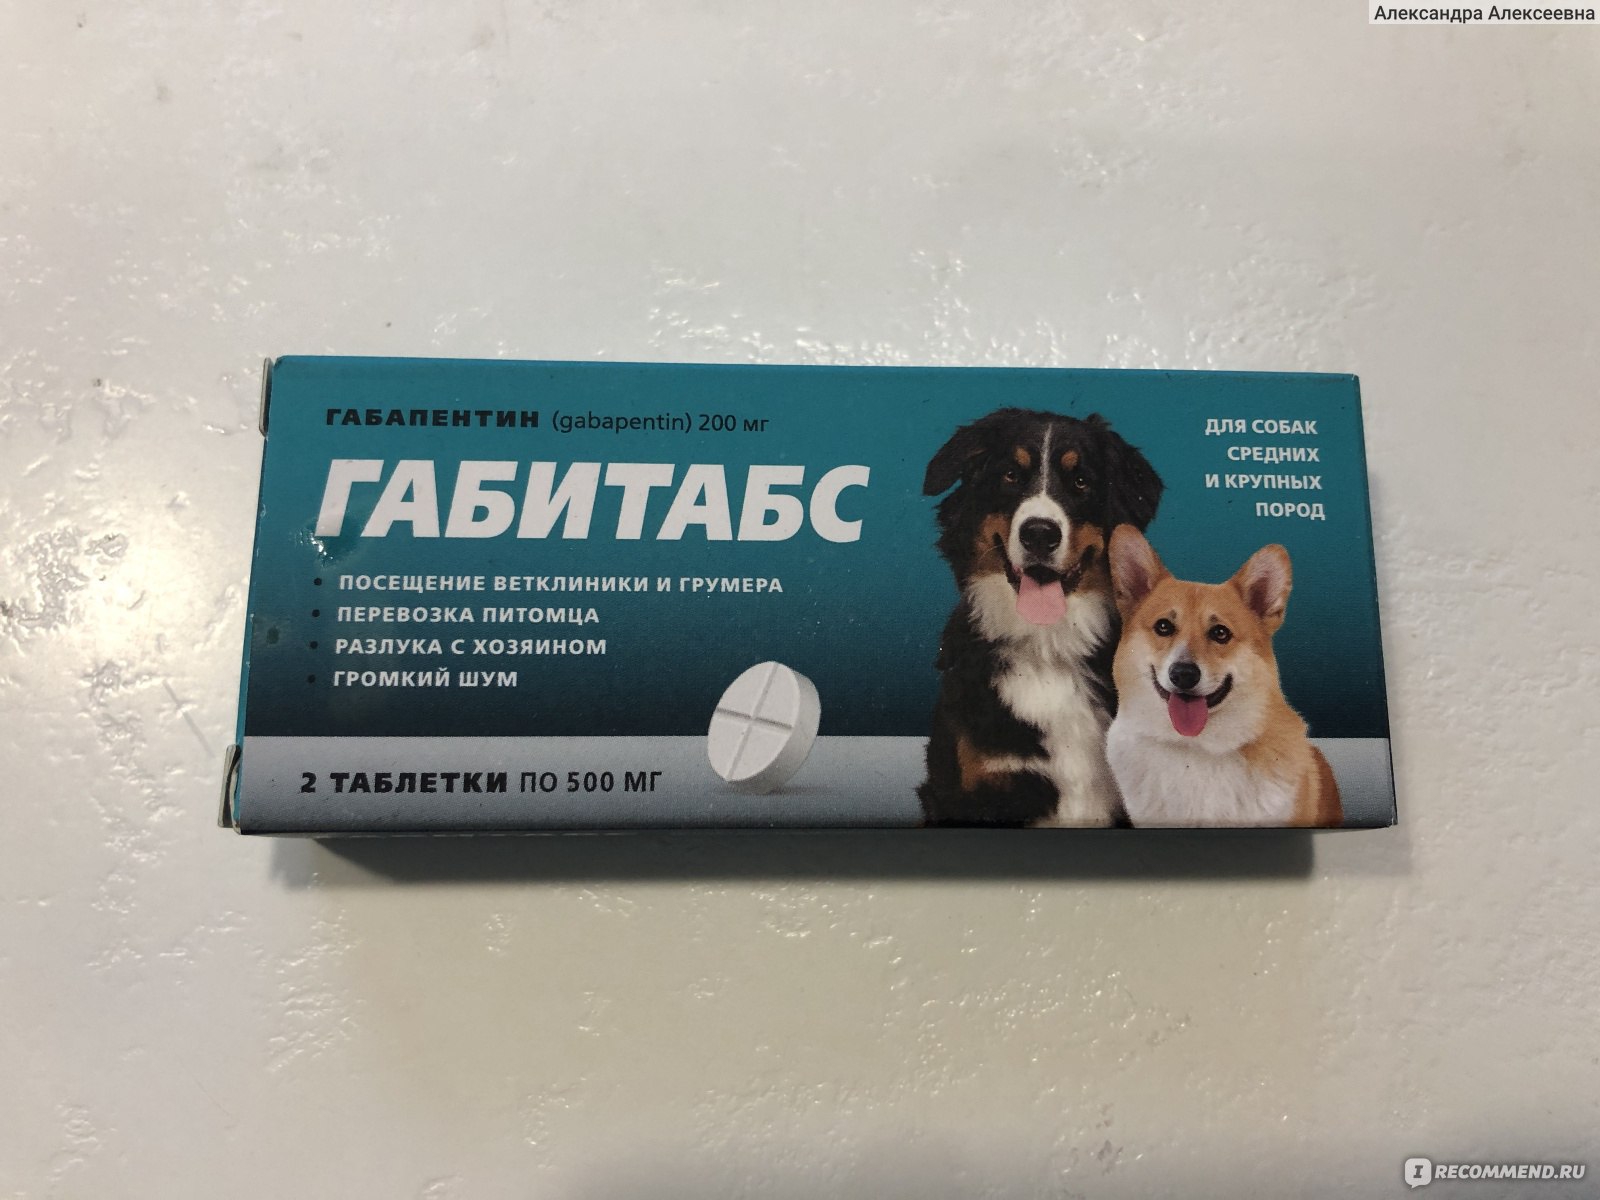 Александра Алексеевна
ГАБАПЕНТИН (gabapentin) 200 мг
ГАБИТАБС
• ПОСЕЩЕНИЕ ВЕТКЛИНИКИ И ГРУМЕРА
• ПЕРЕВОЗКА ПИТОМЦА
• РАЗЛУКА С ХОЗЯИНОМ
• ГРОМКИЙ ШУМ
2 ТАБЛЕТКИ ПО 500 МГ
ДЛЯ СОБАК
СРЕДНИХ
И КРУПНЫХ
ПОРОД
IRECOMMEND.RU